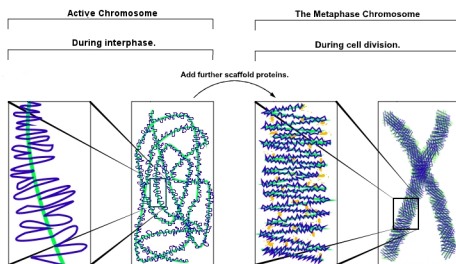 Active Chromosome
The Metaphase Chromosome
During interphase.
During cell division.
Add further scaffold proteins.